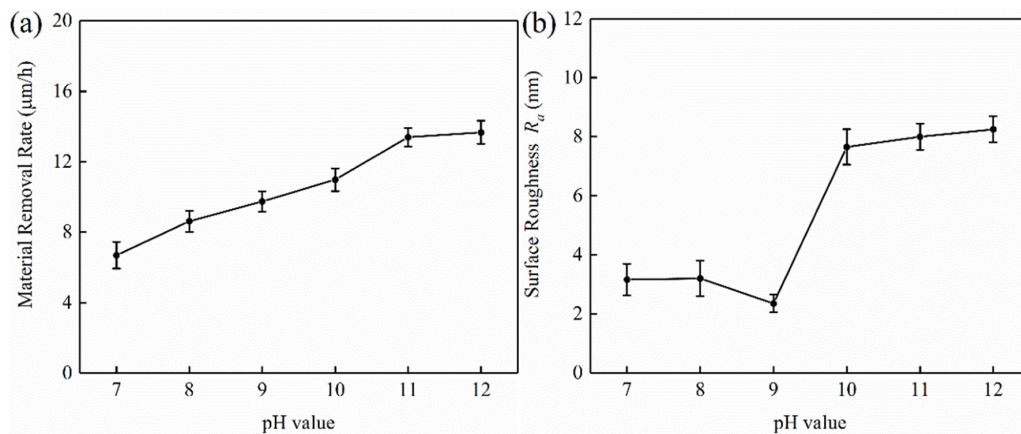 (a)
Material Removal Rate (μm/h)
20
16
12
8
4
0
7 8 9 10 11 12
pH value
(b)
Surface Roughness Ra (nm)
12
10
8
6
4
2
0
7 8 9 10 11 12
pH value